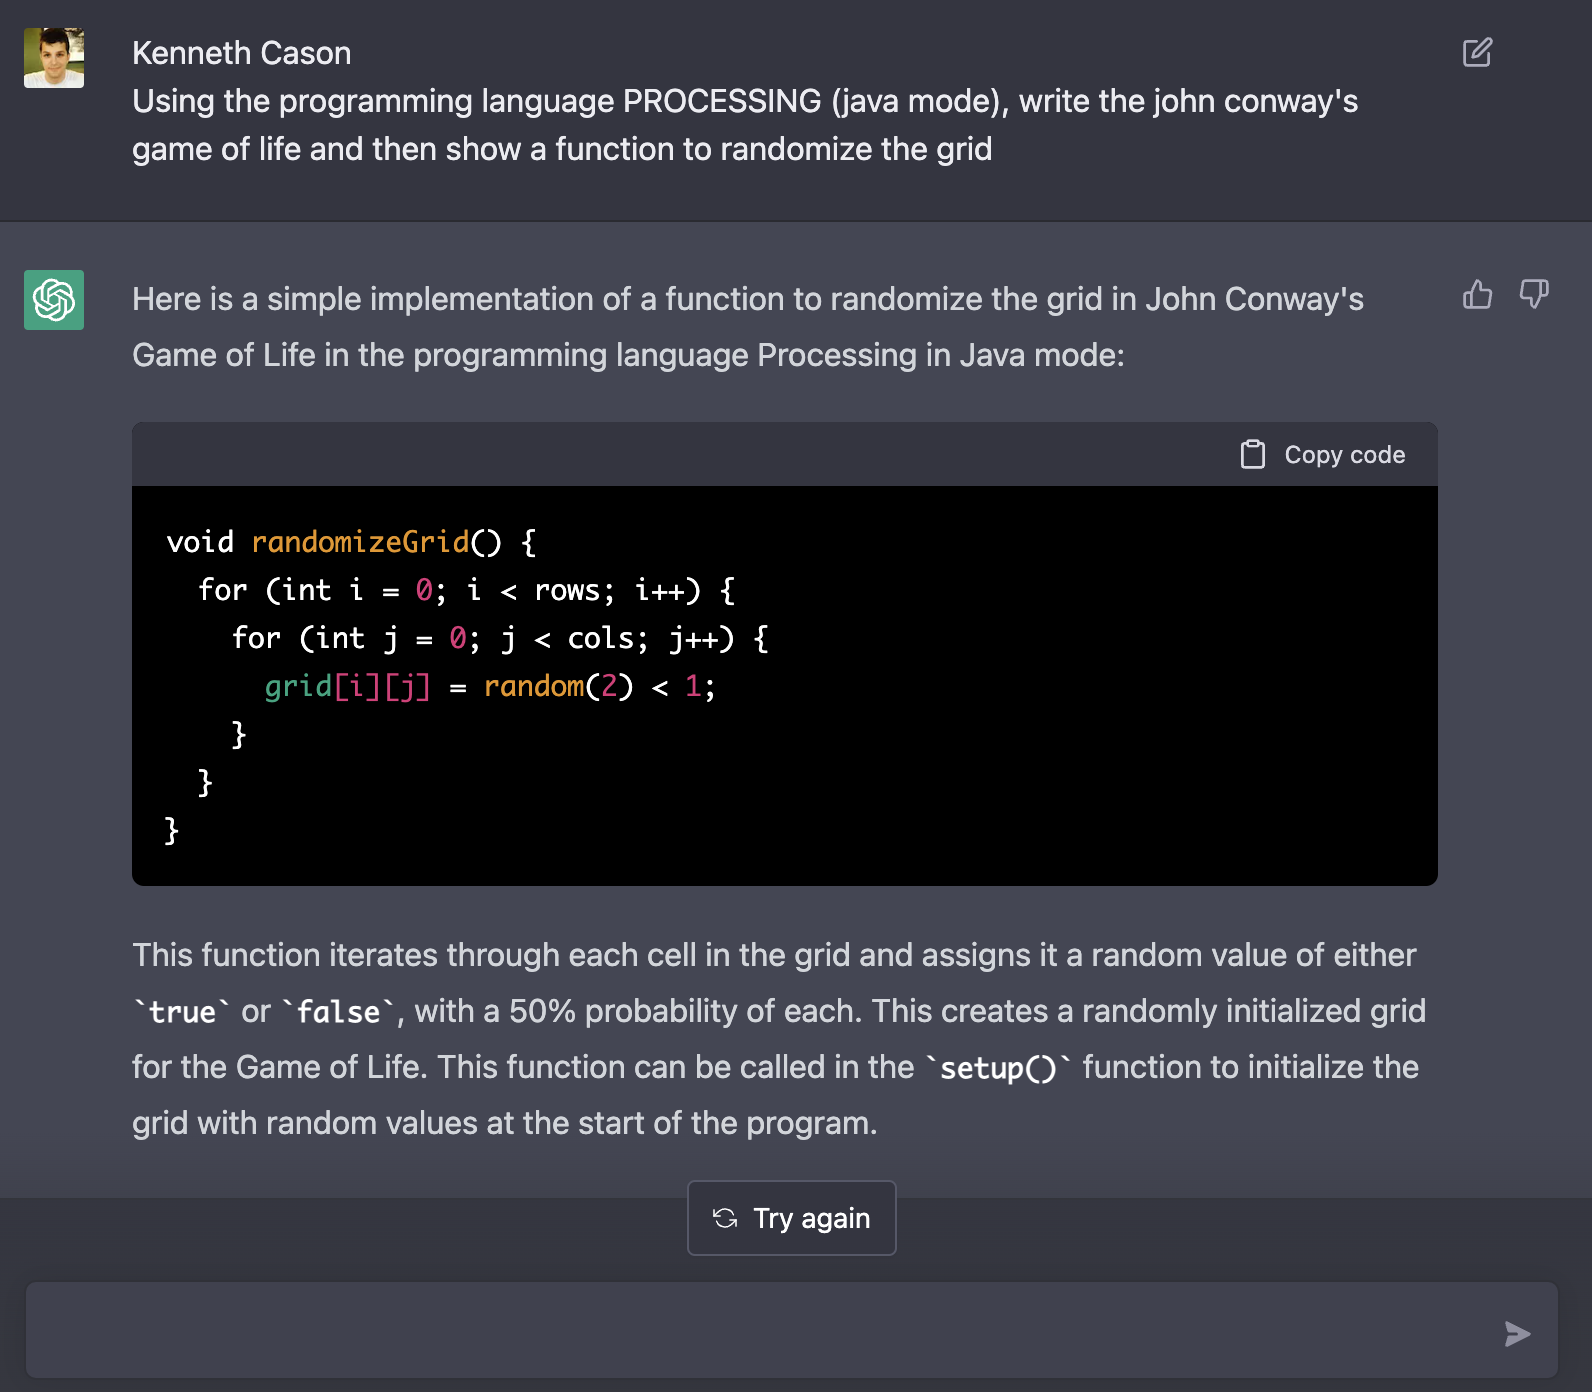 Kenneth Cason
Using the programming language PROCESSING (java mode), write the john conway's
game of life and then show a function to randomize the grid
Here is a simple implementation of a function to randomize the grid in John Conway's
Game of Life in the programming language Processing in Java mode:
Copy code
void randomizeGrid() {
  for (int i = 0; i < rows; i++) {
    for (int j = 0; j < cols; j++) {
      grid[i][j] = random(2) < 1;
    }
  }
}
This function iterates through each cell in the grid and assigns it a random value of either
`true` or `false`, with a 50% probability of each. This creates a randomly initialized grid
for the Game of Life. This function can be called in the `setup()` function to initialize the
grid with random values at the start of the program.
Try again